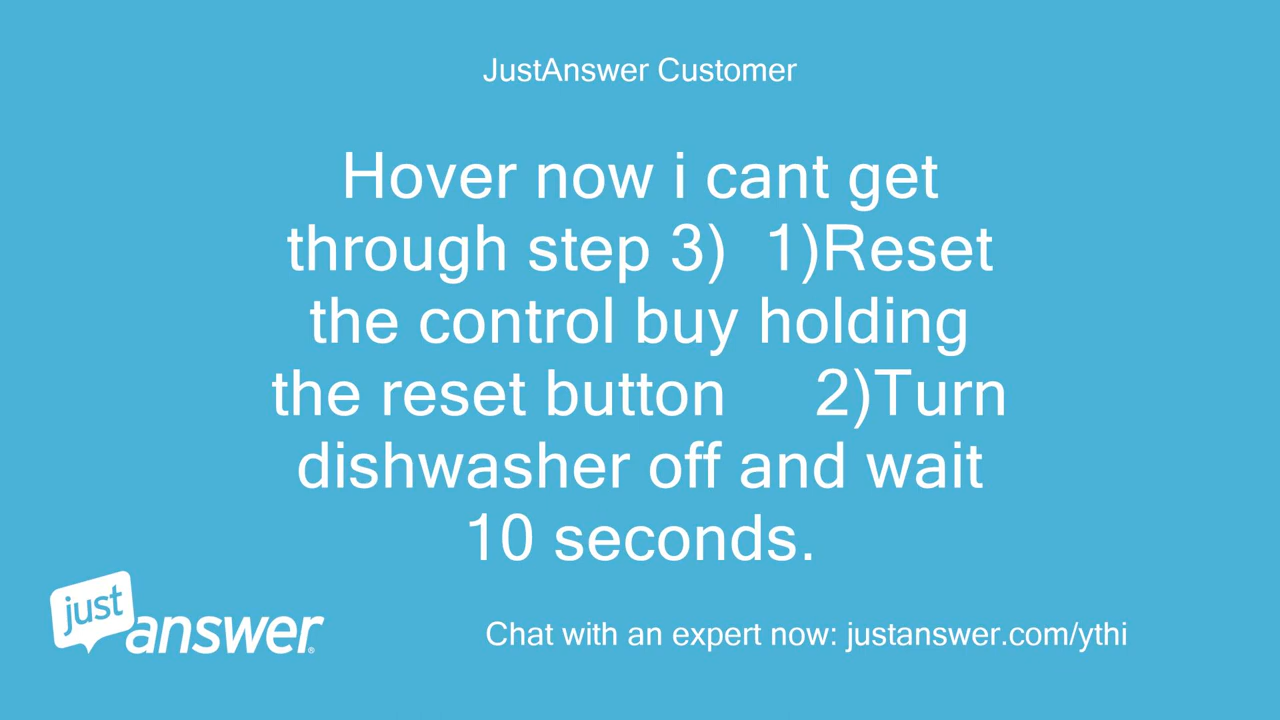 JustAnswer Customer
Hover now i cant get
through step 3)  1)Reset
the control buy holding
the reset button     2)Turn
dishwasher off and wait
10 seconds.
just
answer®
Chat with an expert now: justanswer.com/ythi